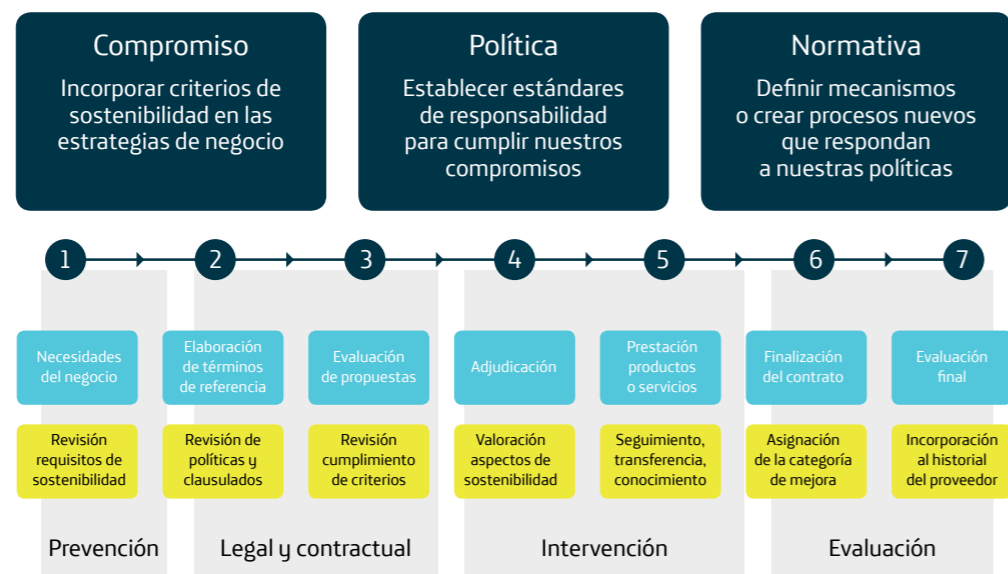 Compromiso
Incorporar criterios de
sostenibilidad en las
estrategias de negocio
Política
Establecer estándares
de responsabilidad
para cumplir nuestros
compromisos
Normativa
Definir mecanismos
o crear procesos nuevos
que respondan
a nuestras políticas
1
2
3
4
5
6
7
Necesidades
del negocio
Elaboración
de términos
de referencia
Evaluación
de propuestas
Adjudicación
Prestación
productos
o servicios
Finalización
del contrato
Evaluación
final
Revisión
requisitos de
sostenibilidad
Revisión de
políticas y
clausulados
Revisión
cumplimiento
de criterios
Valoración
aspectos de
sostenibilidad
Seguimiento,
transferencia,
conocimiento
Asignación
de la categoría
de mejora
Incorporación
al historial
del proveedor
Prevención
Legal y contractual
Intervención
Evaluación